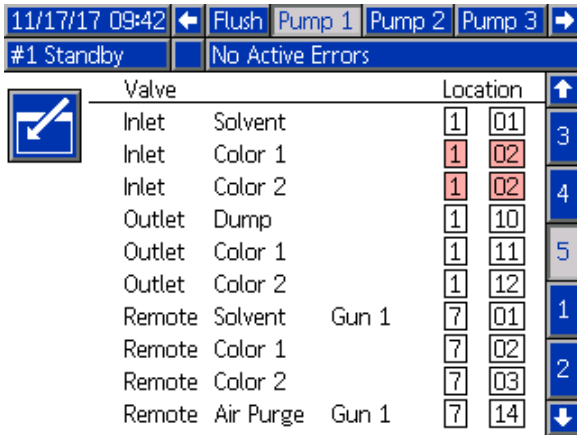 11/17/17 09:42 Flush Pump 1 Pump 2 Pump 3
#1 Standby No Active Errors
Valve Location
Inlet Solvent 1 01
3
Inlet Color 1 1 02
Inlet Color 2 1 02
4
Outlet Dump 1 10
Outlet Color 1 1 11
5
Outlet Color 2 1 12
Remote Solvent Gun 1 7 01
1
Remote Color 1 7 02
Remote Color 2 7 03
2
Remote Air Purge Gun 1 7 14